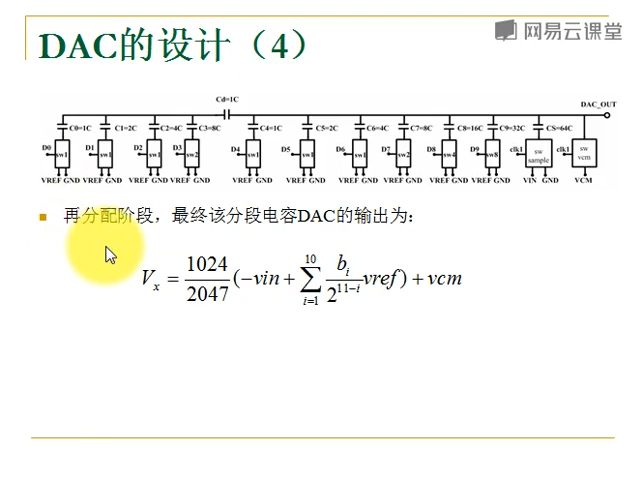 网易云课堂
DAC的设计（4）
Cd=1C
DAC_OUT
C0=1C C1=2C C2=4C C3=8C C4=1C C5=2C C6=4C C7=8C C8=16C C9=32C CS=64C
D0 D1 D2 D3 D4 D5 D6 D7 D8 D9 clk1 clk1
sw1 sw1 sw1 sw2 sw1 sw1 sw1 sw2 sw4 sw8 sw sample sw vcm
VREF GND VREF GND VREF GND VREF GND VREF GND VREF GND VREF GND VREF GND VREF GND VREF GND VIN GND VCM
再分配阶段，最终该分段电容DAC的输出为：
V_x = 1024/2047 (−vin + ∑_{i=1}^{10} b_i/2^{11−i} vref) + vcm